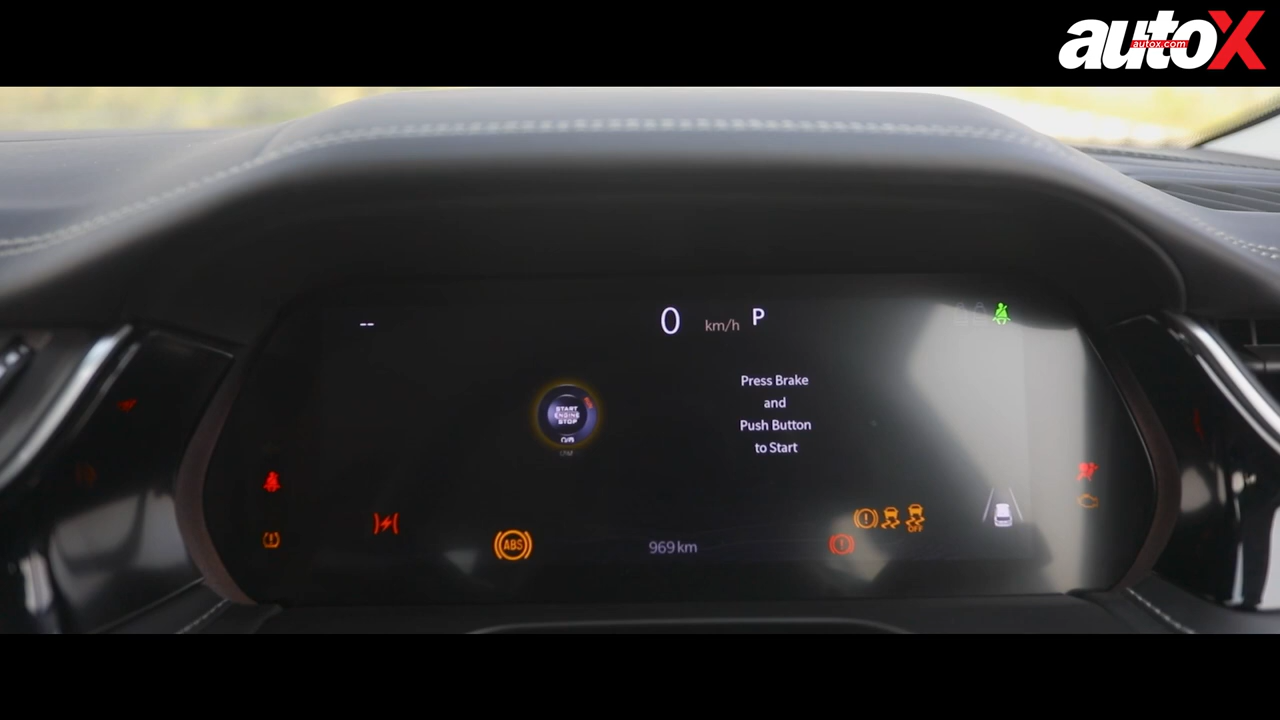 autoX
autox.com
--
0 km/h P
Press Brake
and
Push Button
to Start
START
ENGINE
STOP
ABS
OFF
969 km